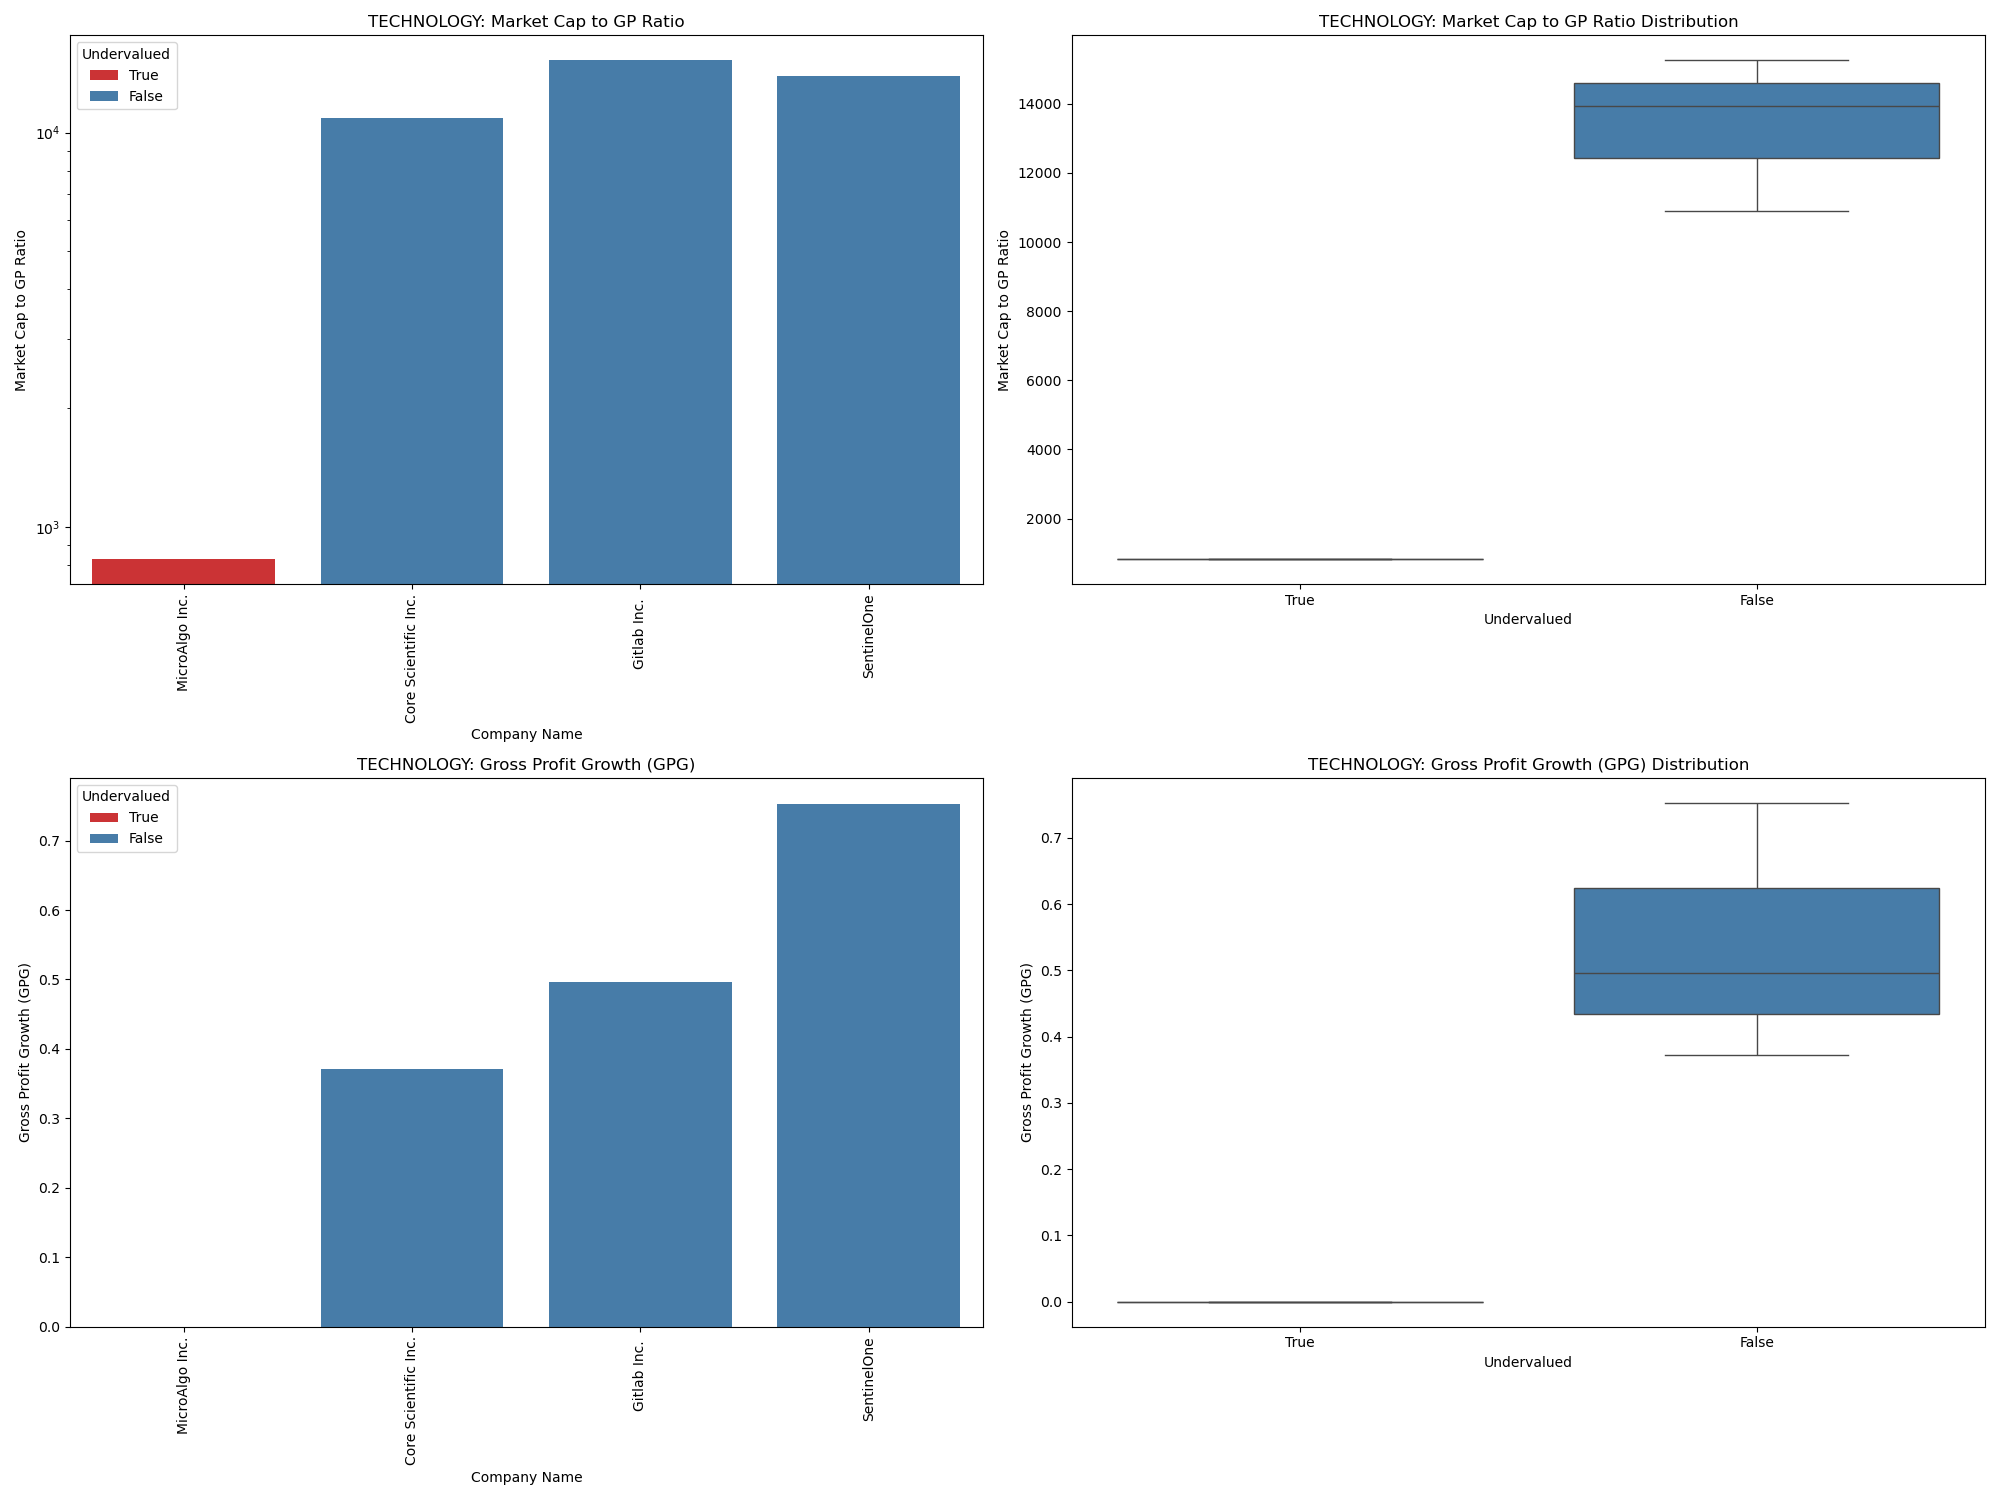 TECHNOLOGY: Market Cap to GP Ratio
Undervalued
True
False
10⁴
10³
Market Cap to GP Ratio
MicroAlgo Inc.
Core Scientific Inc.
Gitlab Inc.
SentinelOne
Company Name
TECHNOLOGY: Market Cap to GP Ratio Distribution
14000
12000
10000
8000
6000
4000
2000
Market Cap to GP Ratio
True
False
Undervalued
TECHNOLOGY: Gross Profit Growth (GPG)
Undervalued
True
False
0.7
0.6
0.5
0.4
0.3
0.2
0.1
0.0
Gross Profit Growth (GPG)
MicroAlgo Inc.
Core Scientific Inc.
Gitlab Inc.
SentinelOne
Company Name
TECHNOLOGY: Gross Profit Growth (GPG) Distribution
0.7
0.6
0.5
0.4
0.3
0.2
0.1
0.0
Gross Profit Growth (GPG)
True
False
Undervalued